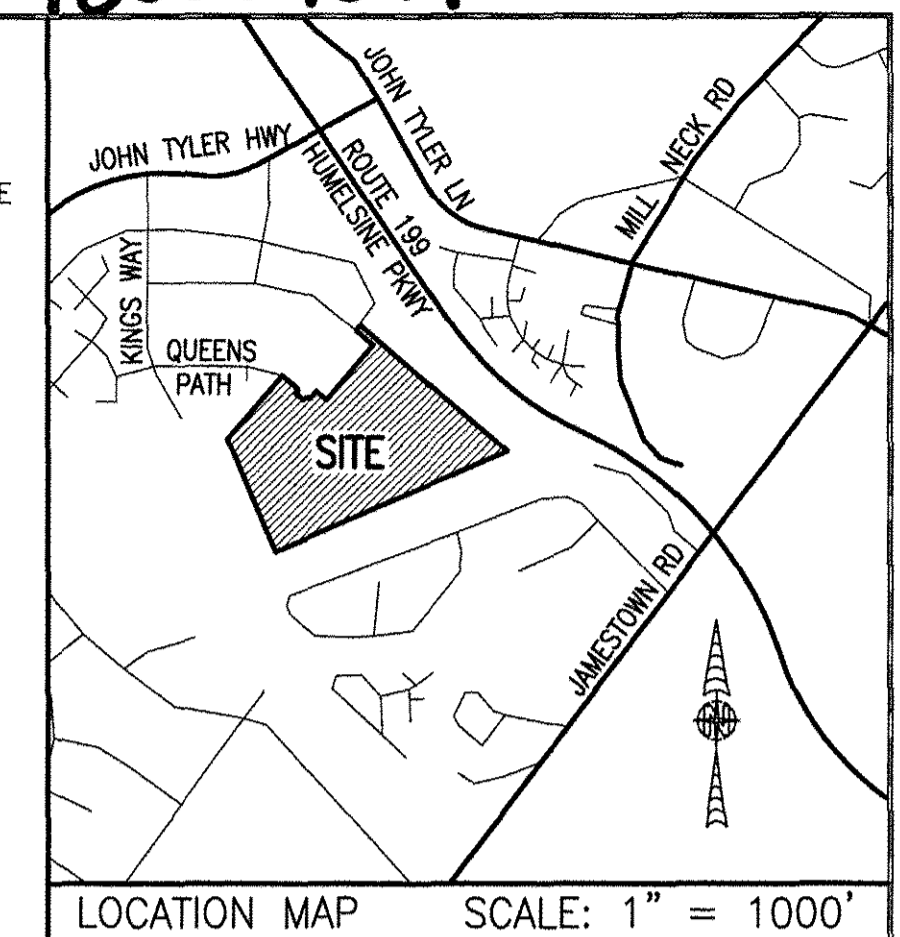 JOHN TYLER HWY
JOHN TYLER LN
ROUTE 199
HUMELSINE PKWY
MILL NECK RD
KINGS WAY
QUEENS
PATH
SITE
JAMESTOWN RD
N
LOCATION MAP SCALE: 1" = 1000'